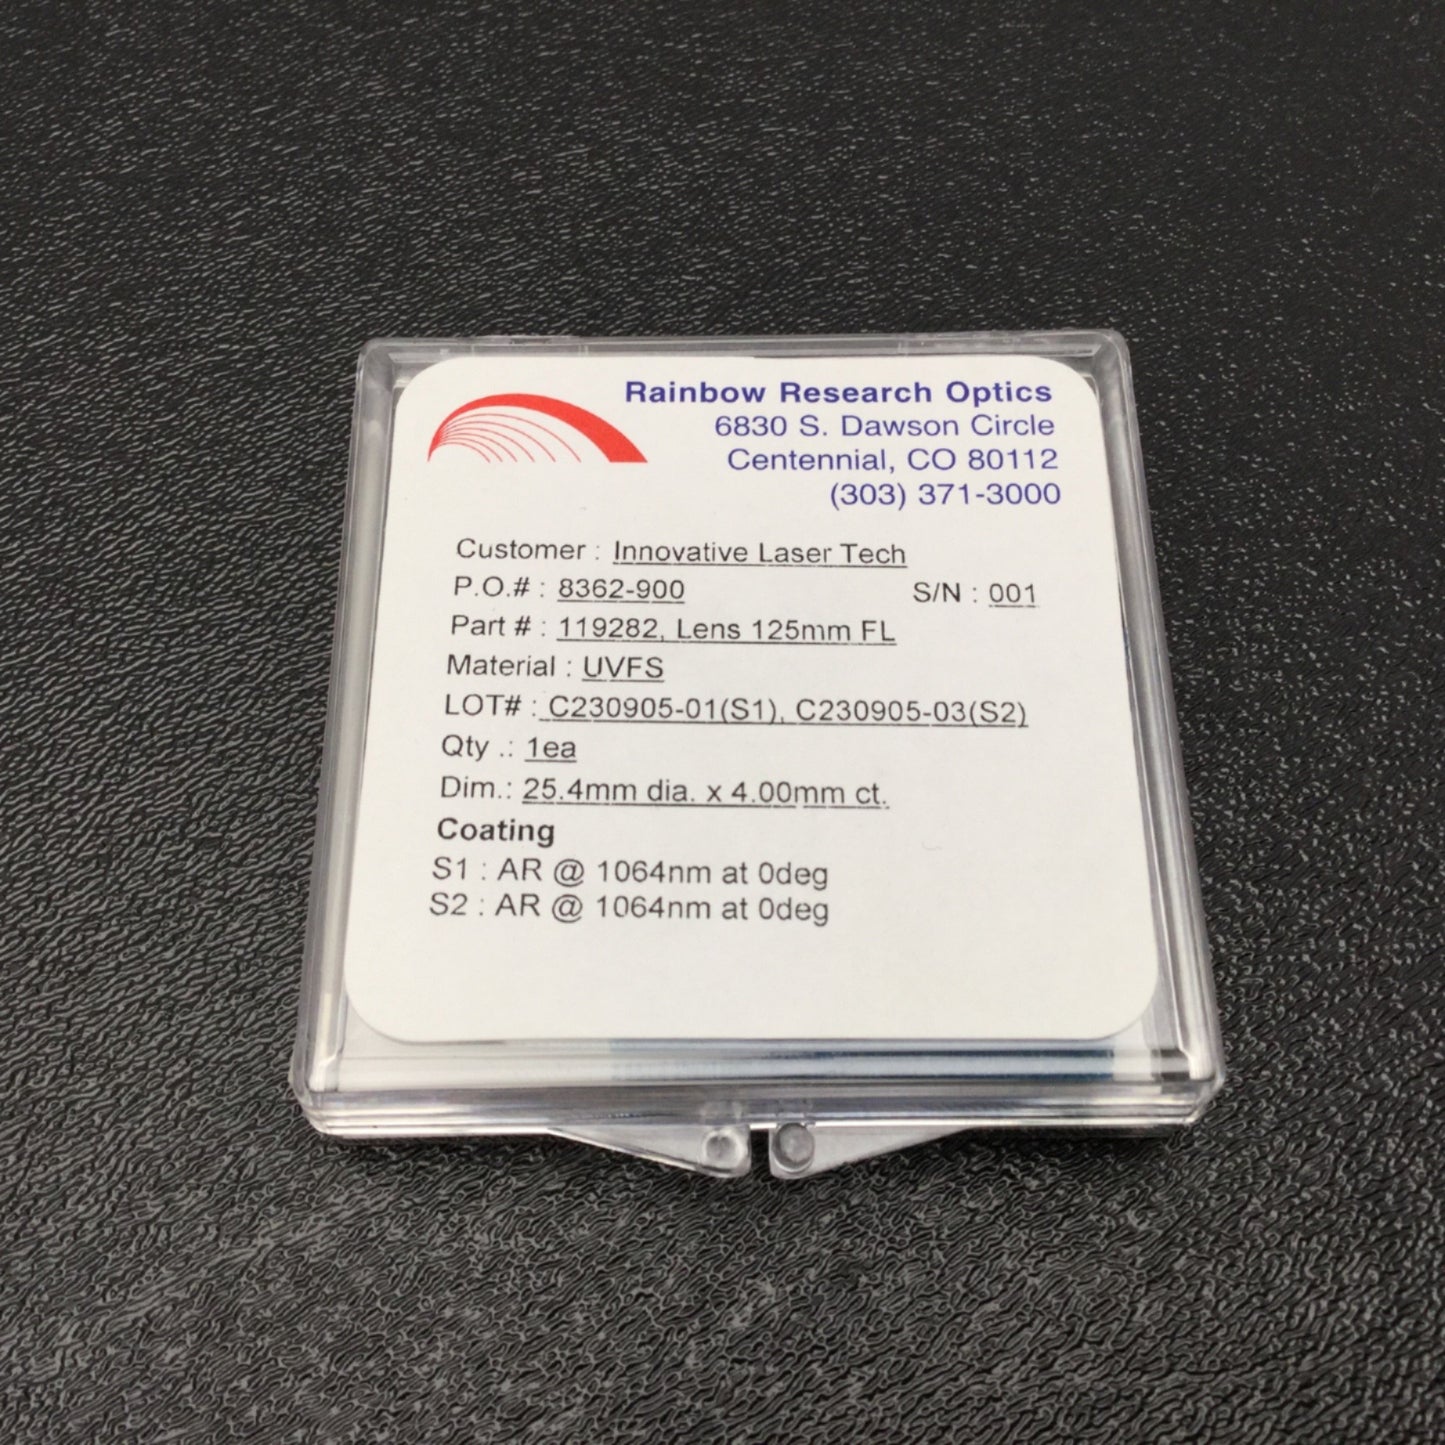 Rainbow Research Optics
6830 S. Dawson Circle
Centennial, CO 80112
(303) 371-3000
Customer : Innovative Laser Tech
P.O.# : 8362-900 S/N : 001
Part # : 119282, Lens 125mm FL
Material : UVFS
LOT# : C230905-01(S1), C230905-03(S2)
Qty .: 1ea
Dim.: 25.4mm dia. x 4.00mm ct.
Coating
S1 : AR @ 1064nm at 0deg
S2 : AR @ 1064nm at 0deg